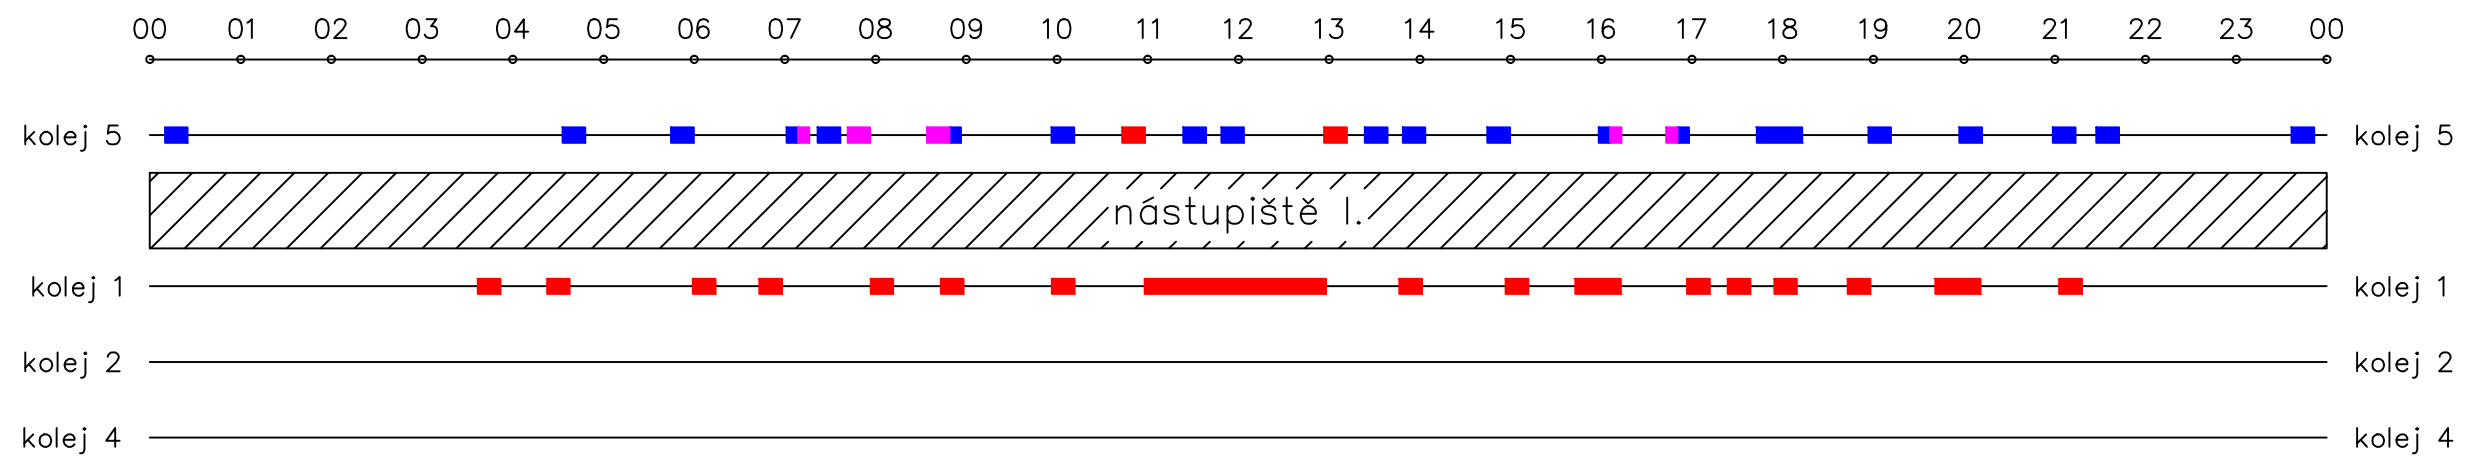 00 01 02 03 04 05 06 07 08 09 10 11 12 13 14 15 16 17 18 19 20 21 22 23 00
kolej 5 kolej 5
nástupiště I.
kolej 1 kolej 1
kolej 2 kolej 2
kolej 4 kolej 4